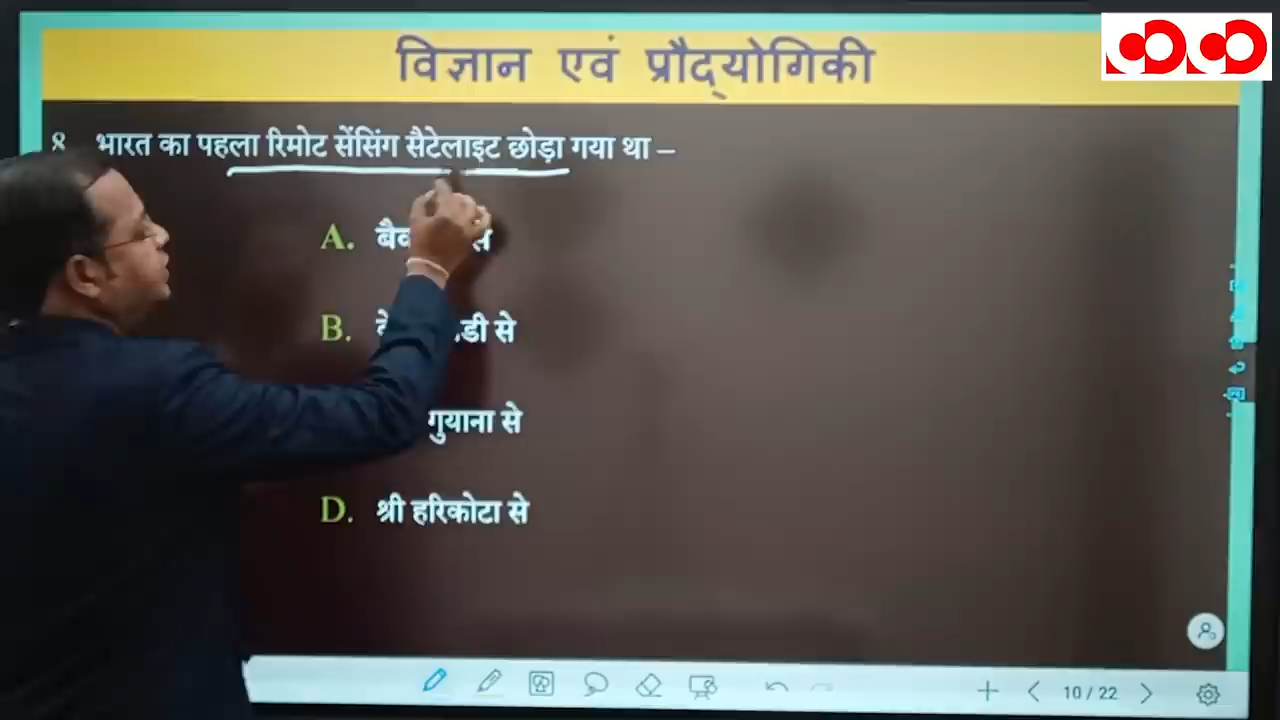 विज्ञान एवं प्रौद्योगिकी
8. भारत का पहला रिमोट सेंसिंग सैटेलाइट छोड़ा गया था –
A.
B. से
गुयाना से
D. श्री हरिकोटा से
10 / 22